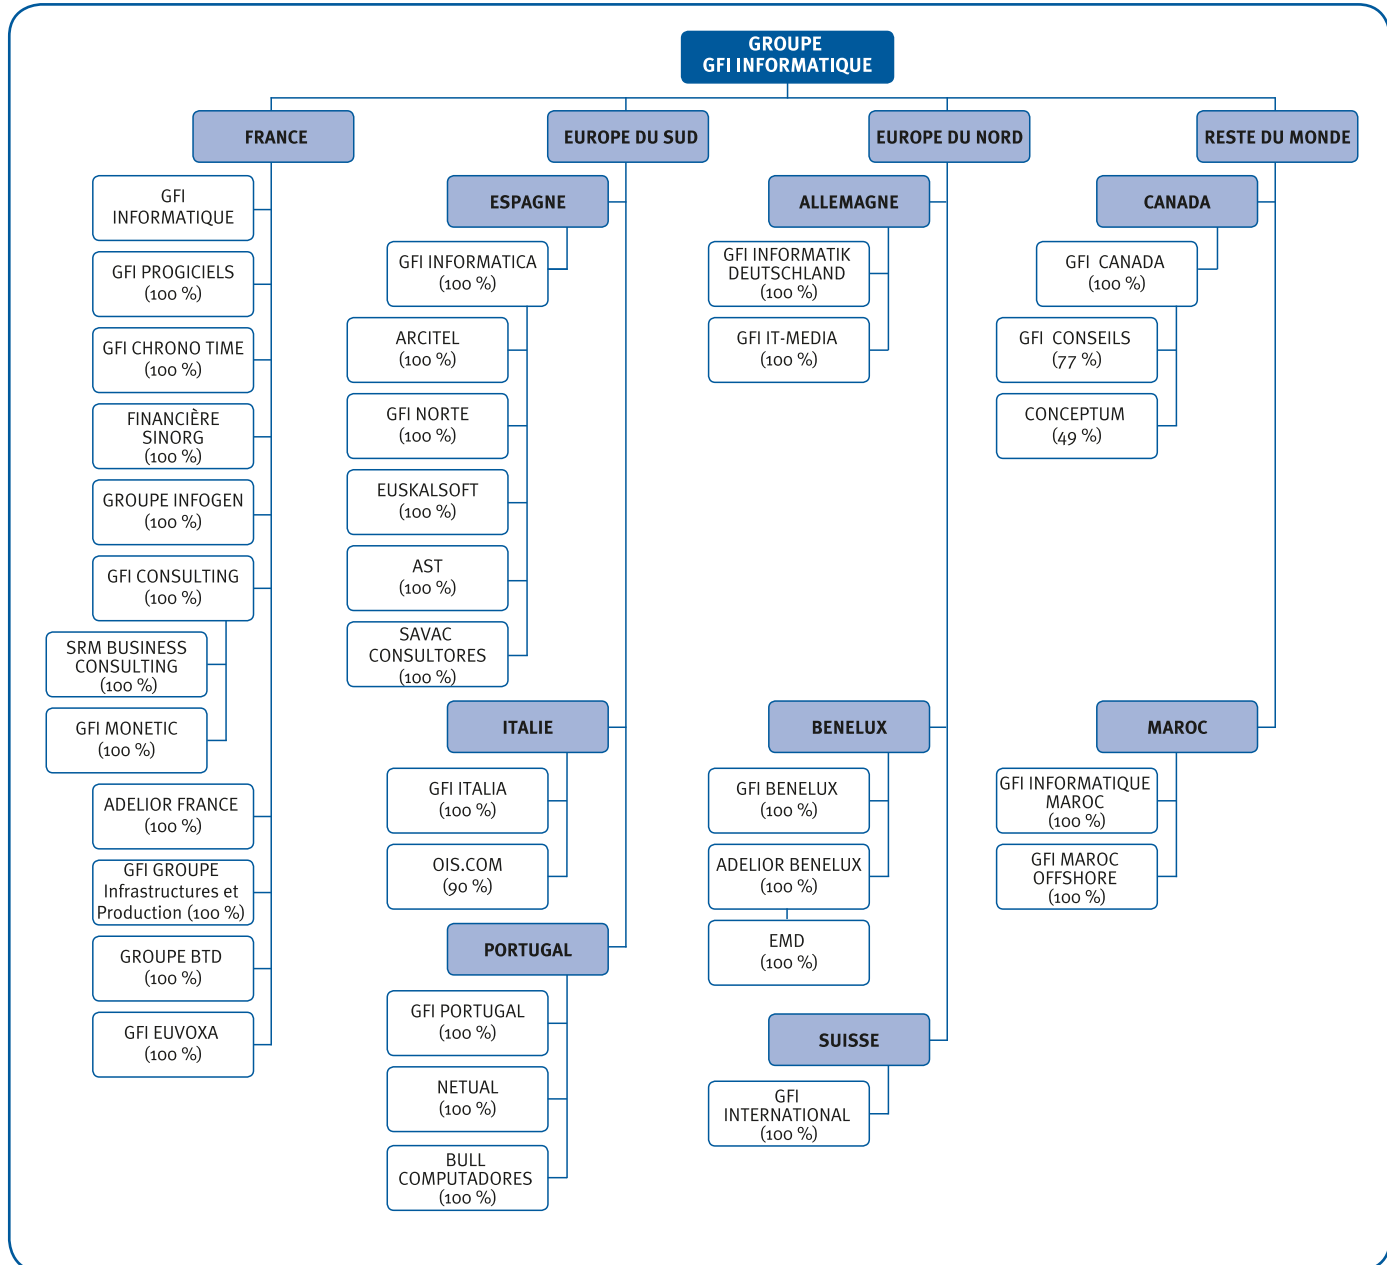 GROUPE
GFI INFORMATIQUE
FRANCE
GFI
INFORMATIQUE
GFI PROGICIELS
(100 %)
GFI CHRONO TIME
(100 %)
FINANCIÈRE
SINORG
(100 %)
GROUPE INFOGEN
(100 %)
GFI CONSULTING
(100 %)
SRM BUSINESS
CONSULTING
(100 %)
GFI MONETIC
(100 %)
ADELIOR FRANCE
(100 %)
GFI GROUPE
Infrastructures et
Production (100 %)
GROUPE BTD
(100 %)
GFI EUVOXA
(100 %)
EUROPE DU SUD
ESPAGNE
GFI INFORMATICA
(100 %)
ARCITEL
(100 %)
GFI NORTE
(100 %)
EUSKALSOFT
(100 %)
AST
(100 %)
SAVAC
CONSULTORES
(100 %)
ITALIE
GFI ITALIA
(100 %)
OIS.COM
(90 %)
PORTUGAL
GFI PORTUGAL
(100 %)
NETUAL
(100 %)
BULL
COMPUTADORES
(100 %)
EUROPE DU NORD
ALLEMAGNE
GFI INFORMATIK
DEUTSCHLAND
(100 %)
GFI IT-MEDIA
(100 %)
BENELUX
GFI BENELUX
(100 %)
ADELIOR BENELUX
(100 %)
EMD
(100 %)
SUISSE
GFI
INTERNATIONAL
(100 %)
RESTE DU MONDE
CANADA
GFI CANADA
(100 %)
GFI CONSEILS
(77 %)
CONCEPTUM
(49 %)
MAROC
GFI INFORMATIQUE
MAROC
(100 %)
GFI MAROC
OFFSHORE
(100 %)